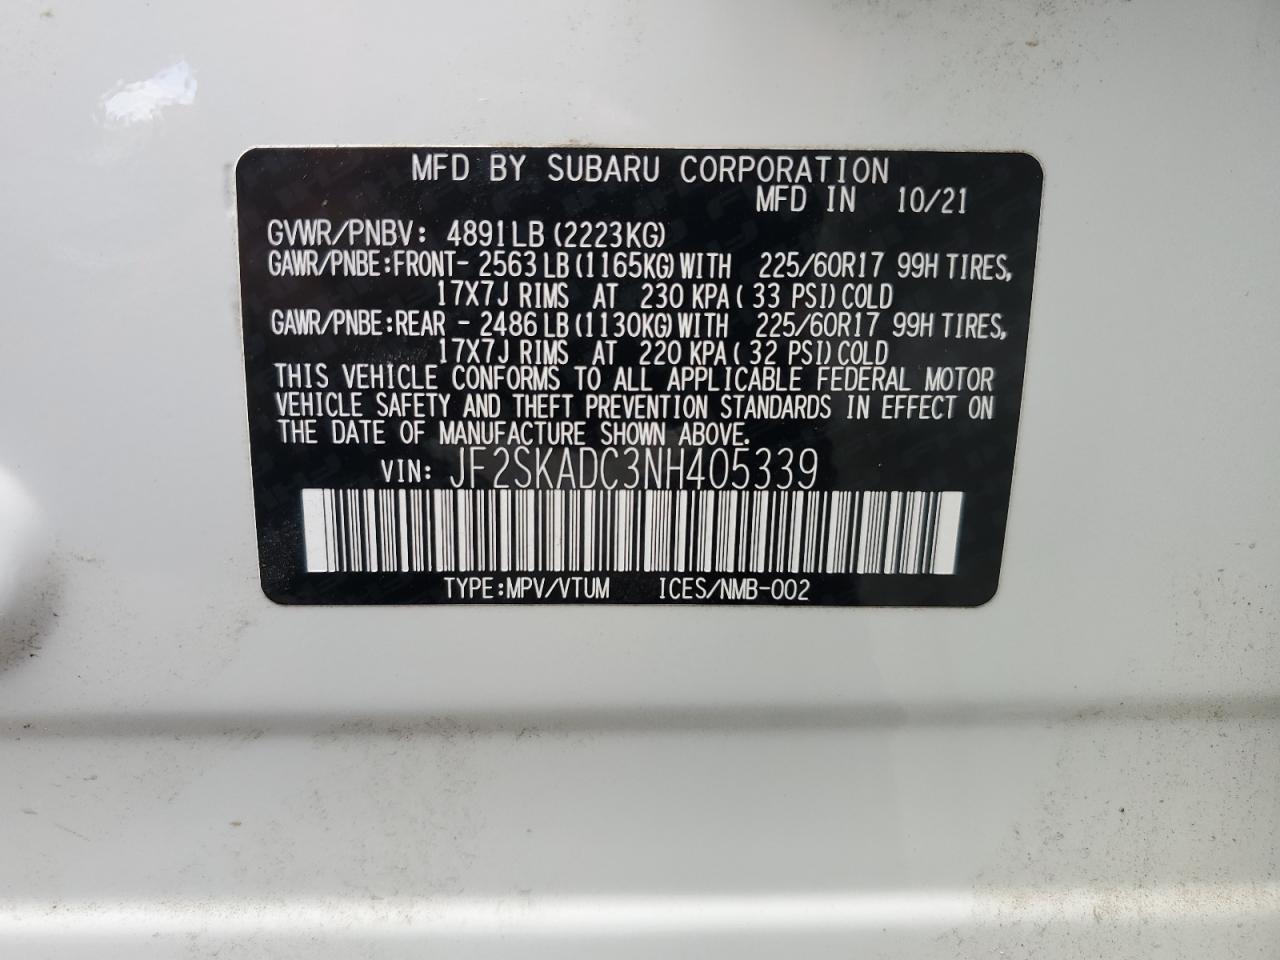 MFD BY SUBARU CORPORATION
MFD IN 10/21
GVWR/PNBV: 4891LB (2223KG)
GAWR/PNBE:FRONT- 2563 LB (1165KG) WITH 225/60R17 99H TIRES,
17X7J RIMS AT 230 KPA ( 33 PSI) COLD
GAWR/PNBE:REAR - 2486 LB (1130KG) WITH 225/60R17 99H TIRES,
17X7J RIMS AT 220 KPA ( 32 PSI) COLD
THIS VEHICLE CONFORMS TO ALL APPLICABLE FEDERAL MOTOR
VEHICLE SAFETY AND THEFT PREVENTION STANDARDS IN EFFECT ON
THE DATE OF MANUFACTURE SHOWN ABOVE.
VIN: JF2SKADC3NH405339
TYPE:MPV/VTUM ICES/NMB-002